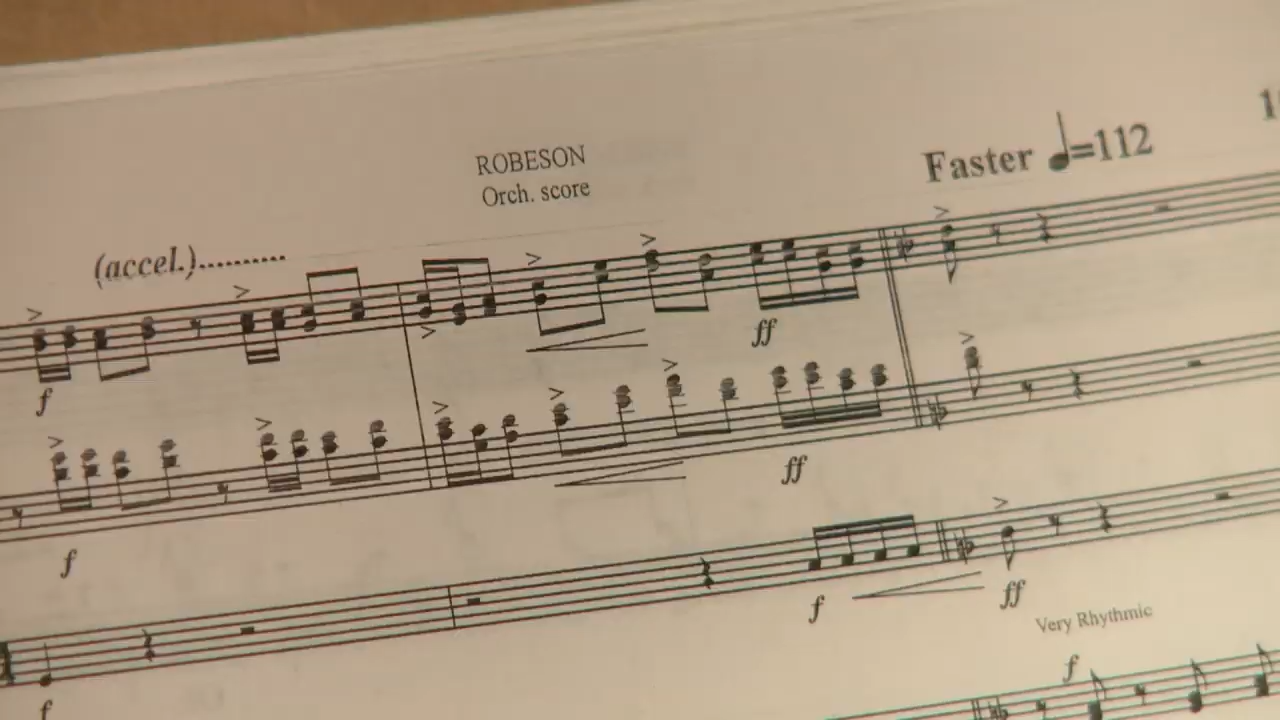 ROBESON
Orch. score
Faster ♩=112
(accel.)..........
f
ff
f
ff
f
ff
f
Very Rhythmic
f